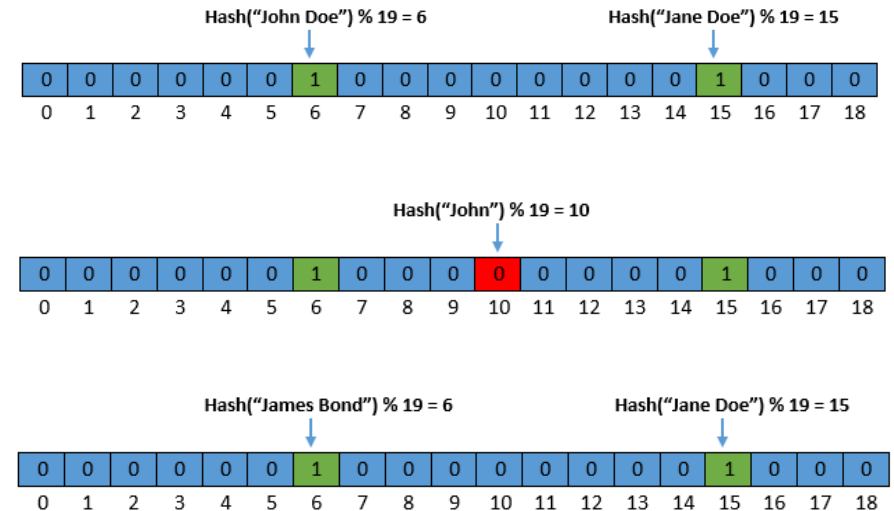 Hash(“John Doe”) % 19 = 6 Hash(“Jane Doe”) % 19 = 15
0 0 0 0 0 0 1 0 0 0 0 0 0 0 0 1 0 0 0
0 1 2 3 4 5 6 7 8 9 10 11 12 13 14 15 16 17 18
Hash(“John”) % 19 = 10
0 0 0 0 0 0 1 0 0 0 0 0 0 0 0 1 0 0 0
0 1 2 3 4 5 6 7 8 9 10 11 12 13 14 15 16 17 18
Hash(“James Bond”) % 19 = 6 Hash(“Jane Doe”) % 19 = 15
0 0 0 0 0 0 1 0 0 0 0 0 0 0 0 1 0 0 0
0 1 2 3 4 5 6 7 8 9 10 11 12 13 14 15 16 17 18